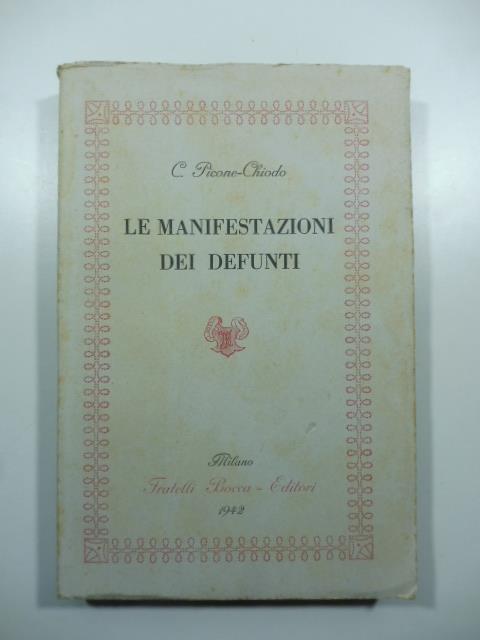 C. Picone-Chiodo
LE MANIFESTAZIONI
DEI DEFUNTI
Milano
Fratelli Bocca - Editori
1942